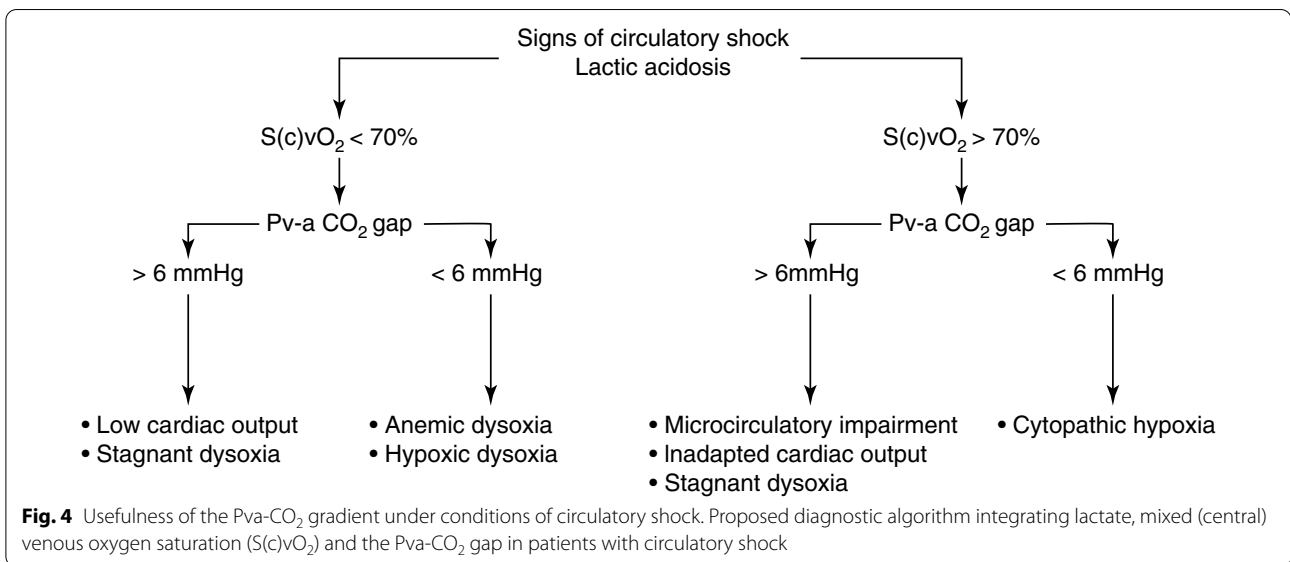 Signs of circulatory shock
Lactic acidosis
S(c)vO₂ < 70%
S(c)vO₂ > 70%
Pv-a CO₂ gap
Pv-a CO₂ gap
> 6 mmHg
< 6 mmHg
> 6mmHg
< 6 mmHg
• Low cardiac output
• Stagnant dysoxia
• Anemic dysoxia
• Hypoxic dysoxia
• Microcirculatory impairment
• Inadapted cardiac output
• Stagnant dysoxia
• Cytopathic hypoxia
Fig. 4 Usefulness of the Pva-CO₂ gradient under conditions of circulatory shock. Proposed diagnostic algorithm integrating lactate, mixed (central)
venous oxygen saturation (S(c)vO₂) and the Pva-CO₂ gap in patients with circulatory shock